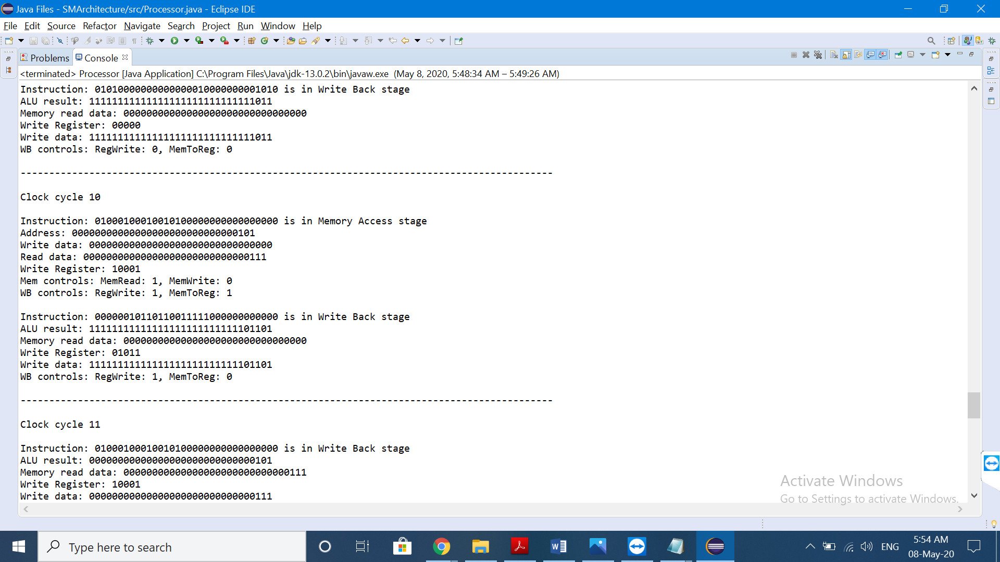 Java Files - SMArchitecture/src/Processor.java - Eclipse IDE
File Edit Source Refactor Navigate Search Project Run Window Help
Problems Console
<terminated> Processor [Java Application] C:\Program Files\Java\jdk-13.0.2\bin\javaw.exe (May 8, 2020, 5:48:34 AM – 5:49:26 AM)
Instruction: 01010000000000000010000000001010 is in Write Back stage
ALU result: 11111111111111111111111111111011
Memory read data: 00000000000000000000000000000000
Write Register: 00000
Write data: 11111111111111111111111111111011
WB controls: RegWrite: 0, MemToReg: 0
---------------------------------------------------------------------------------------------
Clock cycle 10
Instruction: 01000100010010100000000000000000 is in Memory Access stage
Address: 00000000000000000000000000000101
Write data: 00000000000000000000000000000000
Read data: 00000000000000000000000000000111
Write Register: 10001
Mem controls: MemRead: 1, MemWrite: 0
WB controls: RegWrite: 1, MemToReg: 1
Instruction: 00000010110110011111000000000000 is in Write Back stage
ALU result: 11111111111111111111111111101101
Memory read data: 00000000000000000000000000000000
Write Register: 01011
Write data: 11111111111111111111111111101101
WB controls: RegWrite: 1, MemToReg: 0
---------------------------------------------------------------------------------------------
Clock cycle 11
Instruction: 01000100010010100000000000000000 is in Write Back stage
ALU result: 00000000000000000000000000000101
Memory read data: 00000000000000000000000000000111
Write Register: 10001
Write data: 00000000000000000000000000000111
Activate Windows
Go to Settings to activate Windows.
Type here to search
ENG
5:54 AM
08-May-20